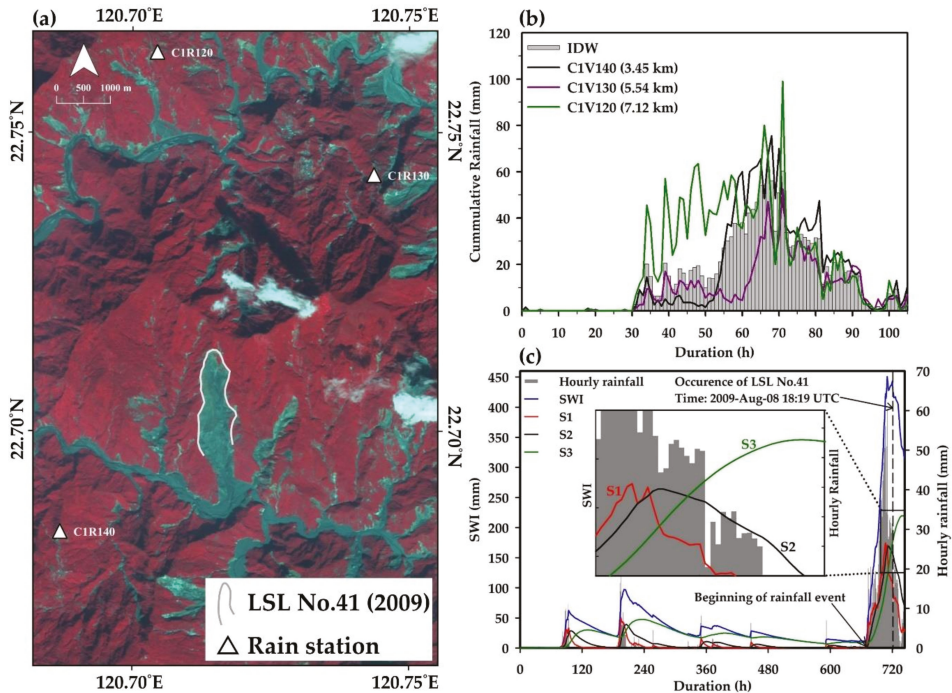 (a)
120.70°E
120.75°E
C1R120
0 500 1000 m
22.75°N
22.75°N
C1R130
22.70°N
22.70°N
C1R140
LSL No.41 (2009)
Rain station
120.70°E
120.75°E
(b)
120
100
80
60
40
20
0
Cummulative Rainfall (mm)
IDW
C1V140 (3.45 km)
C1V130 (5.54 km)
C1V120 (7.12 km)
0 10 20 30 40 50 60 70 80 90 100
Duration (h)
(c)
450
400
350
300
250
200
150
100
50
0
SWI (mm)
Hourly rainfall
SWI
S1
S2
S3
Occurence of LSL No.41
Time: 2009-Aug-08 18:19 UTC
S3
S1
S2
SWI
Hourly Rainfall
Beginning of rainfall event
70
60
50
40
30
20
10
0
Hourly rainfall (mm)
0 120 240 360 480 600 720
Duration (h)